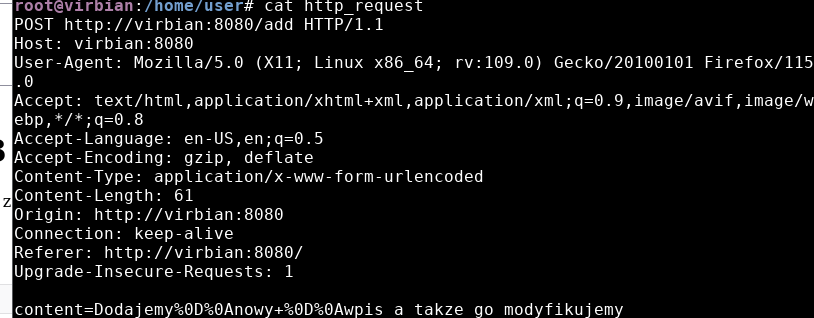 root@virbian:/home/user# cat http_request
POST http://virbian:8080/add HTTP/1.1
Host: virbian:8080
User-Agent: Mozilla/5.0 (X11; Linux x86_64; rv:109.0) Gecko/20100101 Firefox/115
.0
Accept: text/html,application/xhtml+xml,application/xml;q=0.9,image/avif,image/w
ebp,*/*;q=0.8
Accept-Language: en-US,en;q=0.5
Accept-Encoding: gzip, deflate
Content-Type: application/x-www-form-urlencoded
Content-Length: 61
z
Origin: http://virbian:8080
Connection: keep-alive
Referer: http://virbian:8080/
Upgrade-Insecure-Requests: 1
content=Dodajemy%0D%0Anowy+%0D%0Awpis a takze go modyfikujemy